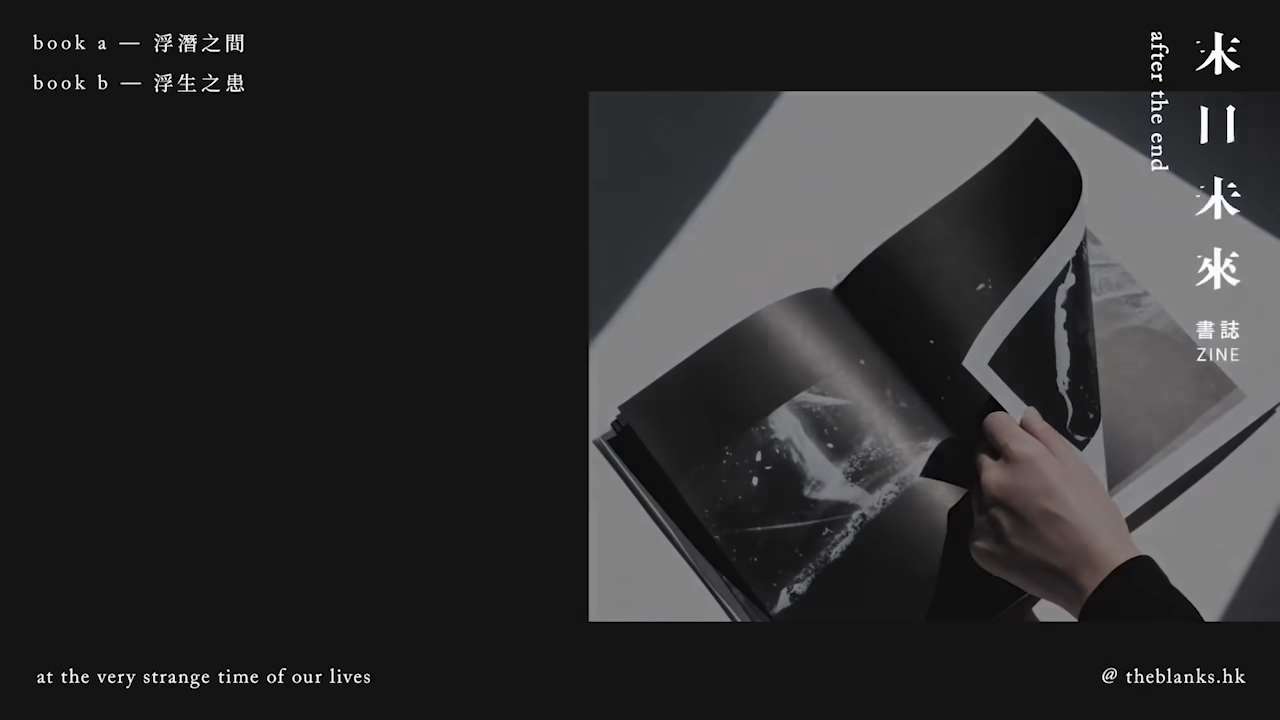 book a — 浮潛之間
book b — 浮生之患
末日未來
after the end
書誌
ZINE
at the very strange time of our lives
@ theblanks.hk